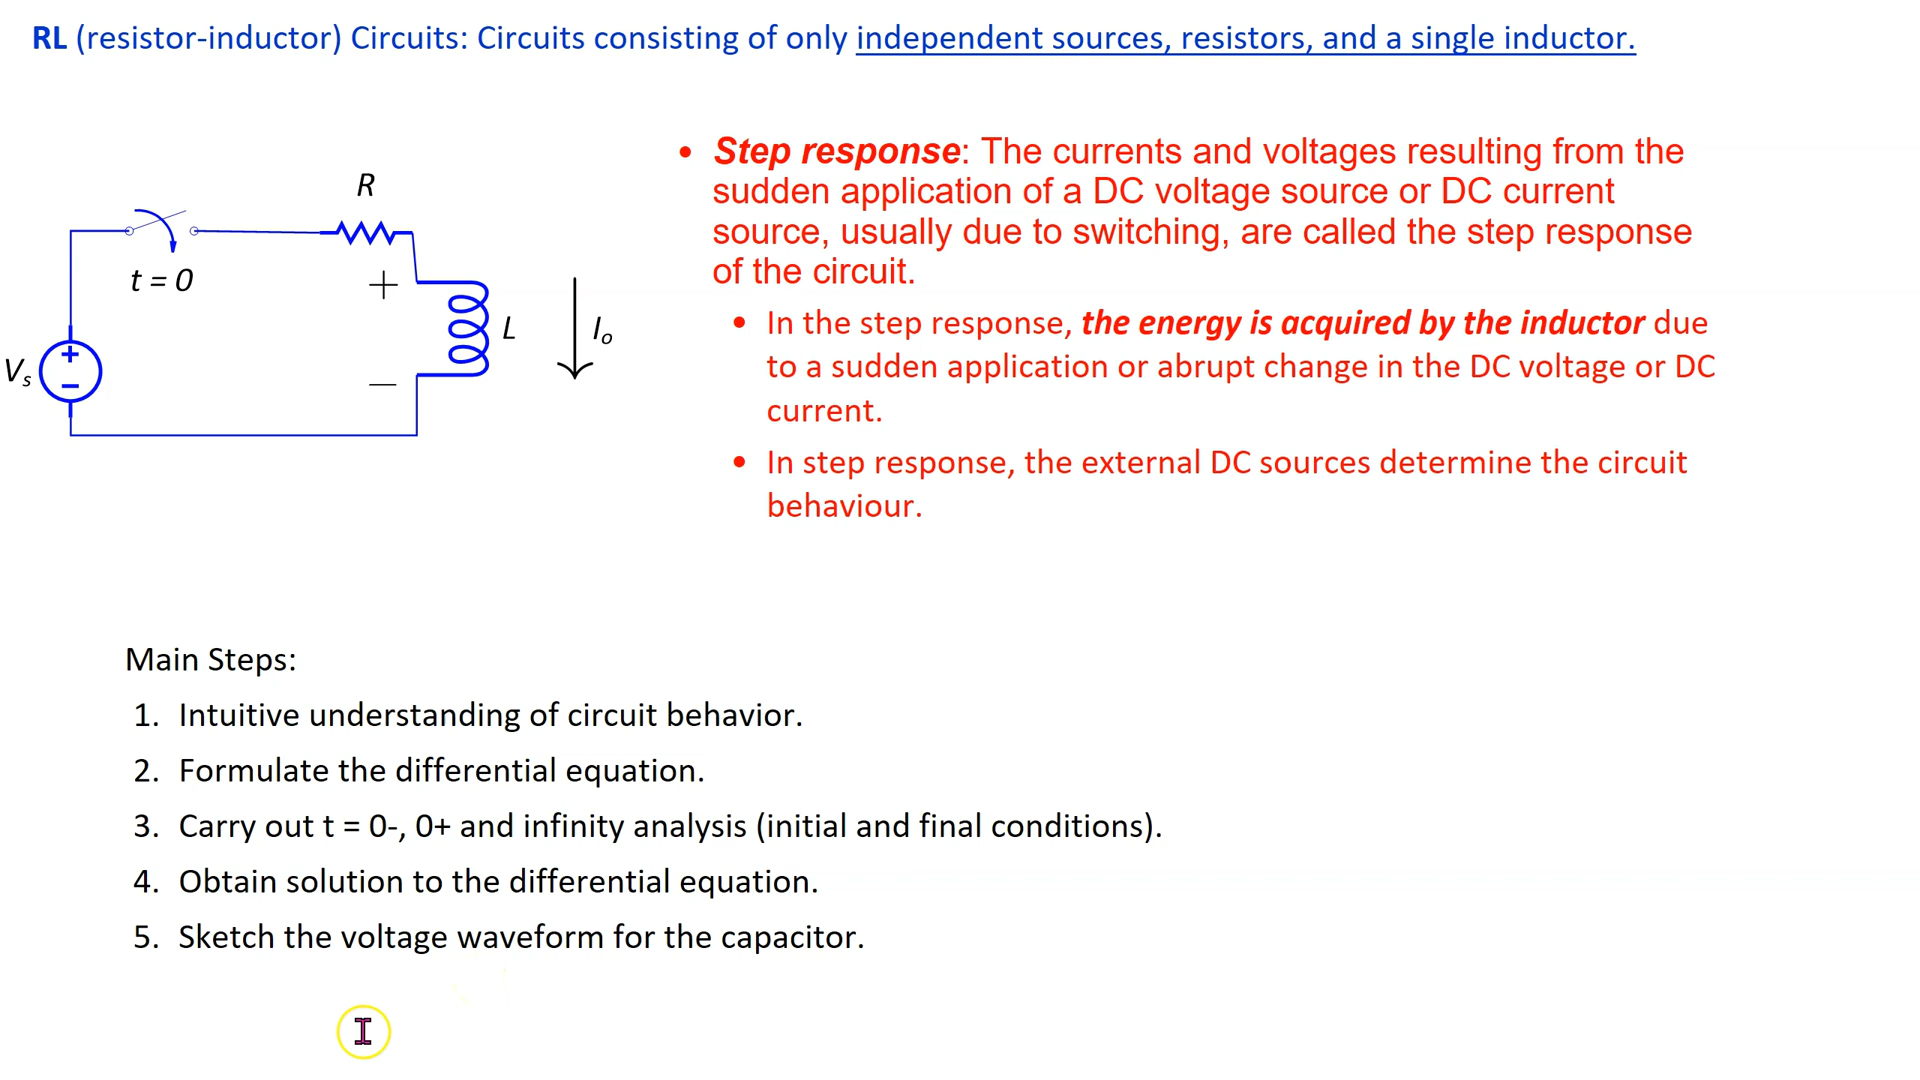 RL (resistor-inductor) Circuits: Circuits consisting of only independent sources, resistors, and a single inductor.
R
t = 0
+
L
Io
−
Vs
+
−
• Step response: The currents and voltages resulting from the
sudden application of a DC voltage source or DC current
source, usually due to switching, are called the step response
of the circuit.
• In the step response, the energy is acquired by the inductor due
to a sudden application or abrupt change in the DC voltage or DC
current.
• In step response, the external DC sources determine the circuit
behaviour.
Main Steps:
1. Intuitive understanding of circuit behavior.
2. Formulate the differential equation.
3. Carry out t = 0-, 0+ and infinity analysis (initial and final conditions).
4. Obtain solution to the differential equation.
5. Sketch the voltage waveform for the capacitor.